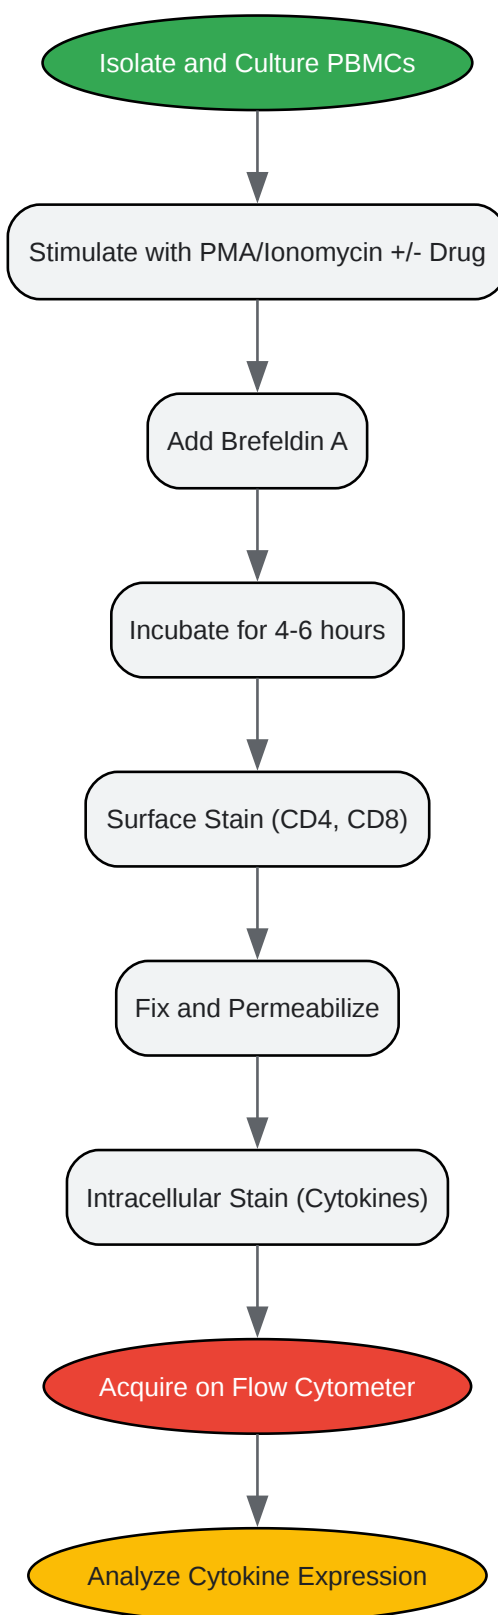 Isolate and Culture PBMCs
Stimulate with PMA/Ionomycin +/- Drug
Add Brefeldin A
Incubate for 4-6 hours
Surface Stain (CD4, CD8)
Fix and Permeabilize
Intracellular Stain (Cytokines)
Acquire on Flow Cytometer
Analyze Cytokine Expression